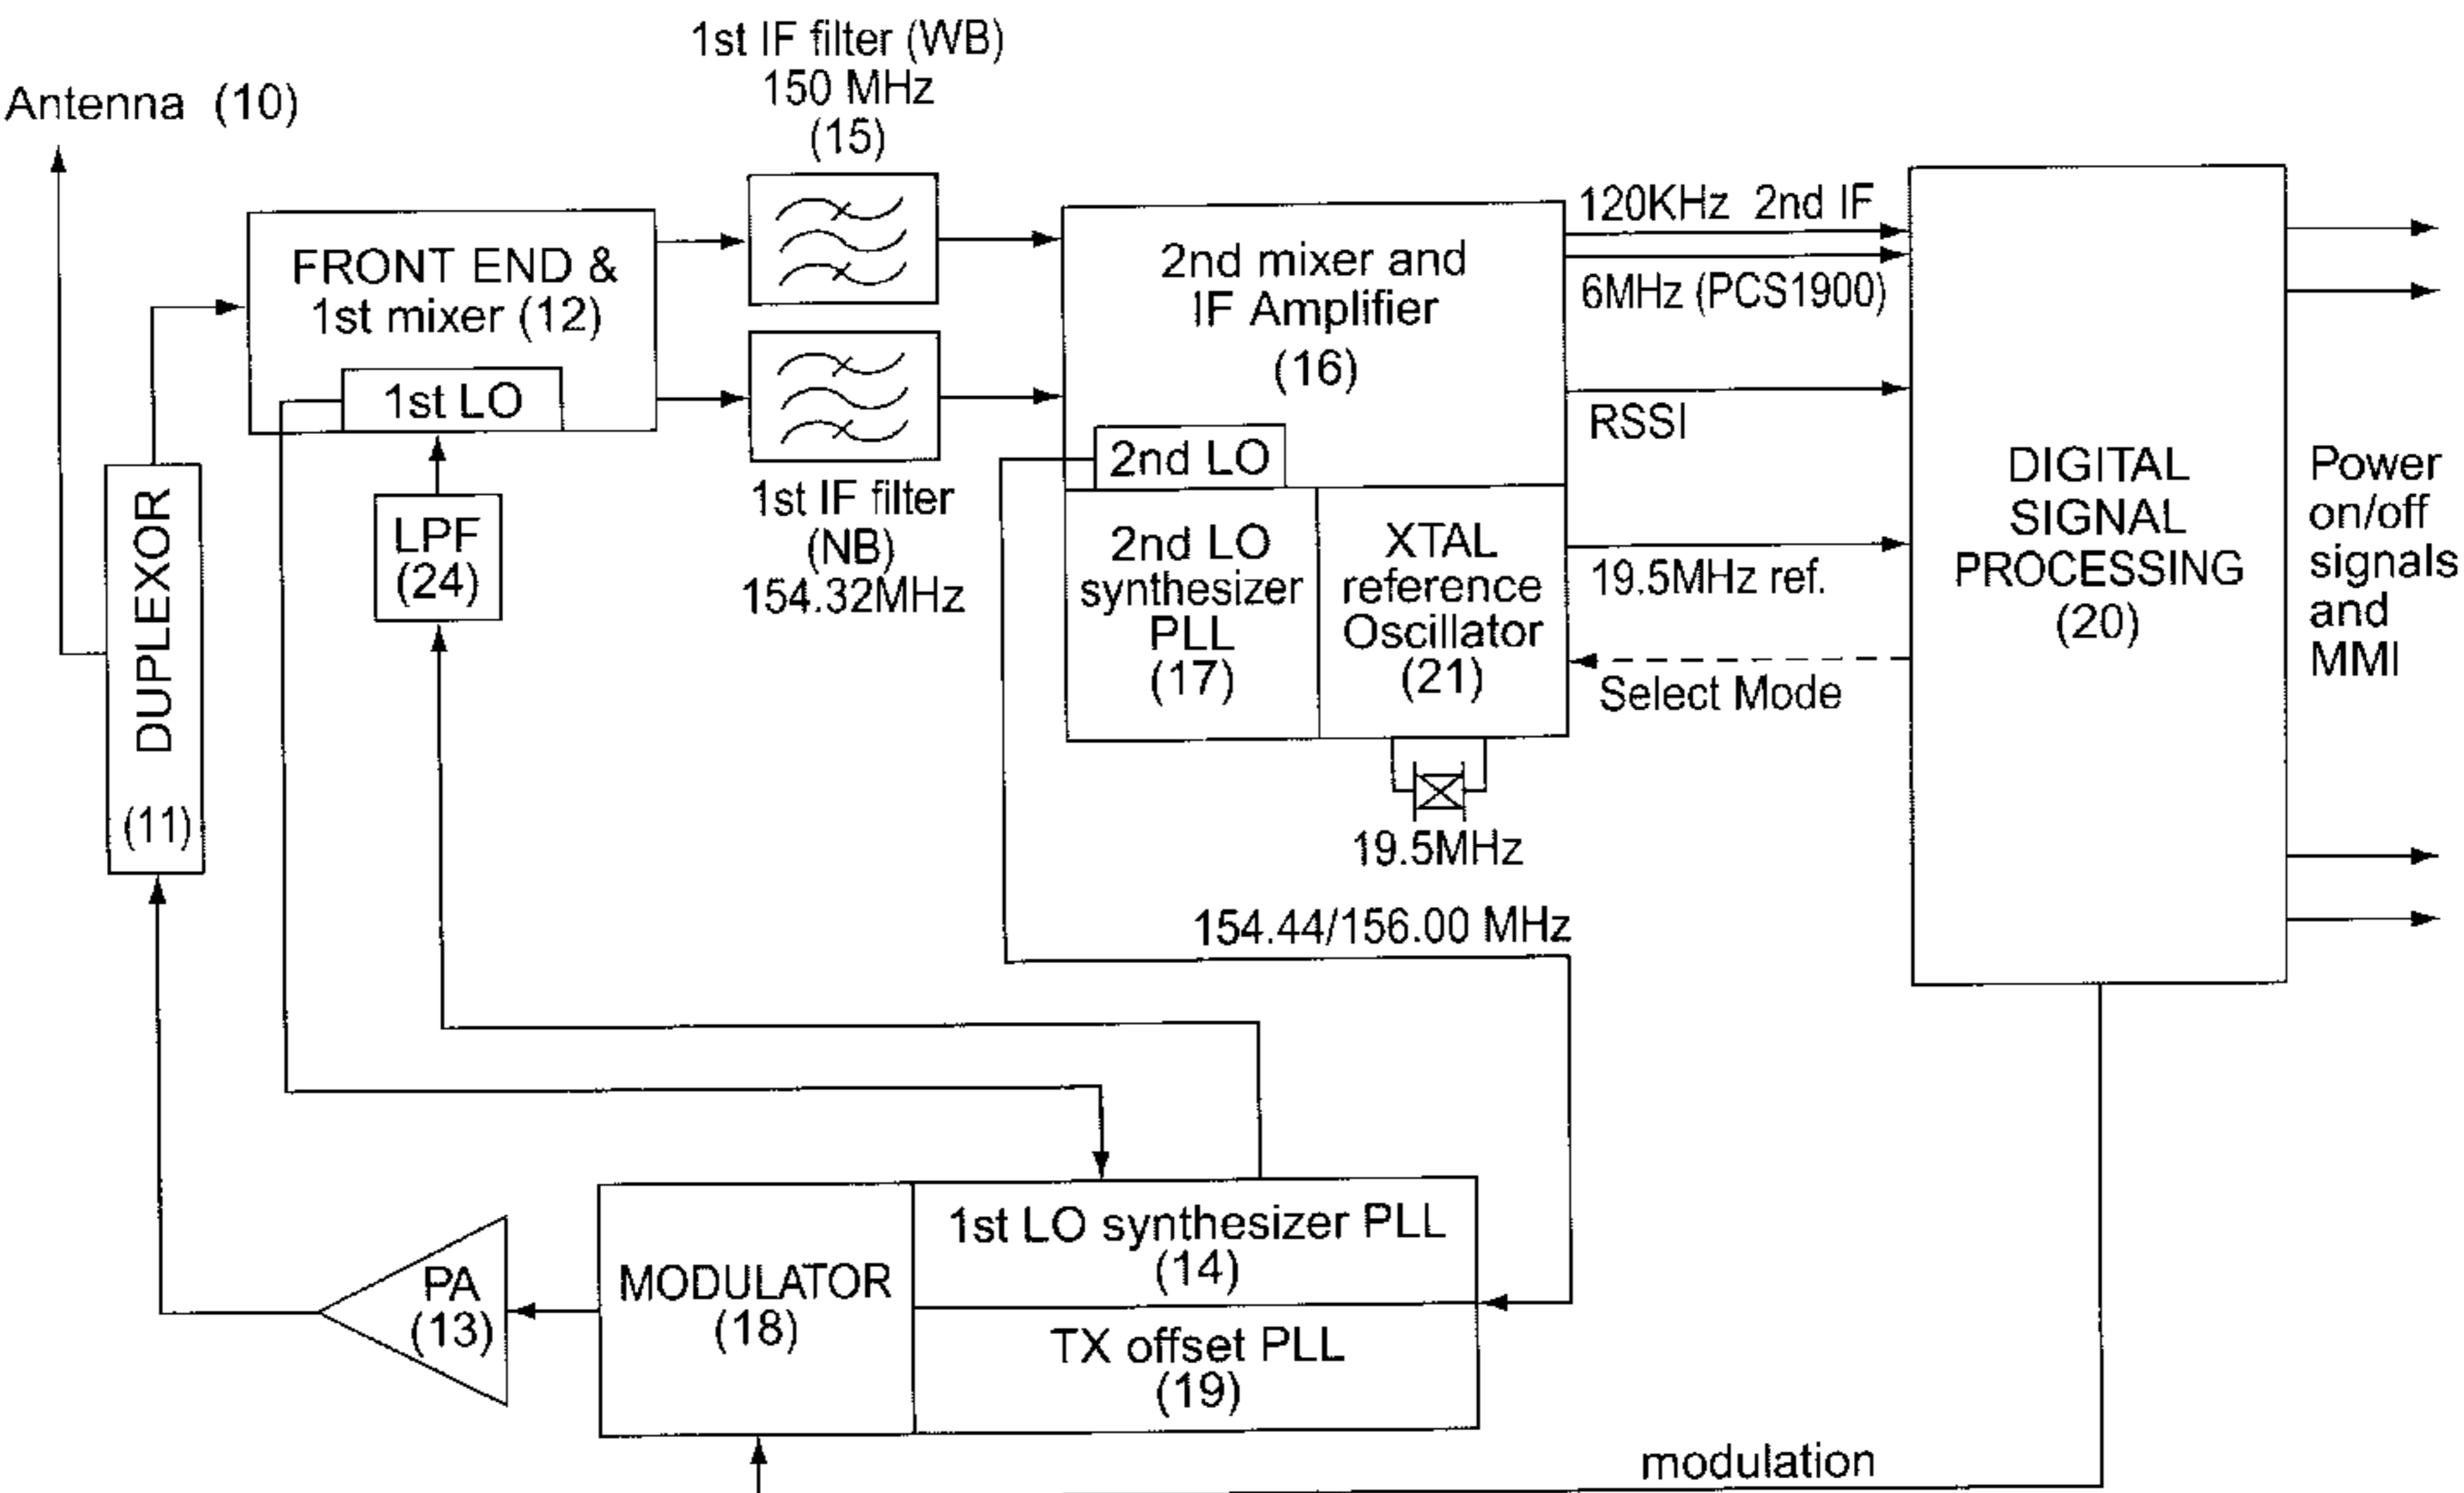 1st IF filter (WB)
150 MHz
(15)
Antenna (10)
FRONT END &
1st mixer (12)
1st LO
LPF
(24)
1st IF filter
(NB)
154.32MHz
2nd mixer and
IF Amplifier
(16)
2nd LO
2nd LO
synthesizer
PLL
(17)
XTAL
reference
Oscillator
(21)
19.5MHz
120KHz 2nd IF
6MHz (PCS1900)
RSSI
19.5MHz ref.
Select Mode
DIGITAL
SIGNAL
PROCESSING
(20)
Power
on/off
signals
and
MMI
DUPLEXOR
(11)
154.44/156.00 MHz
PA
(13)
MODULATOR
(18)
1st LO synthesizer PLL
(14)
TX offset PLL
(19)
modulation